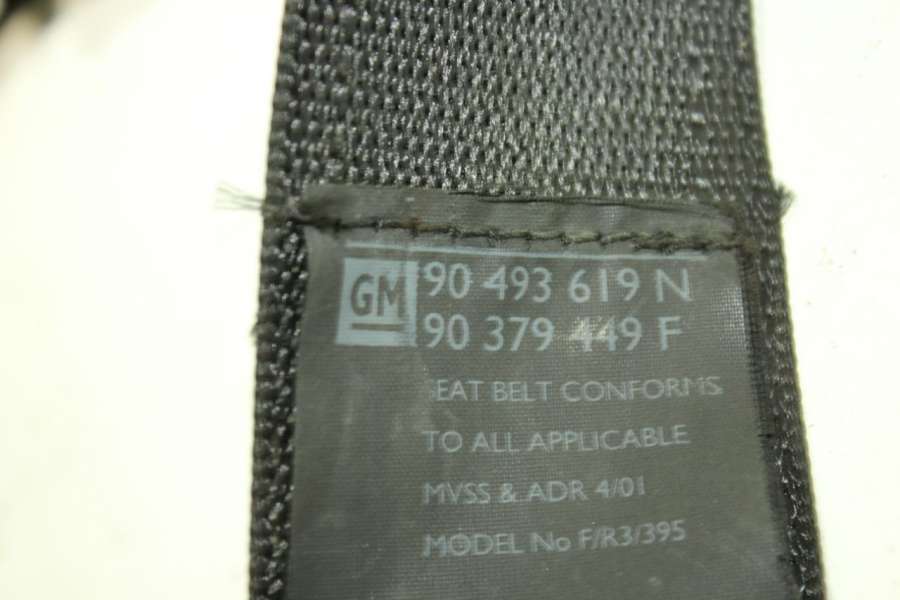 GM 90 493 619 N
90 379 449 F
SEAT BELT CONFORMS
TO ALL APPLICABLE
MVSS & ADR 4/01
MODEL No F/R3/395